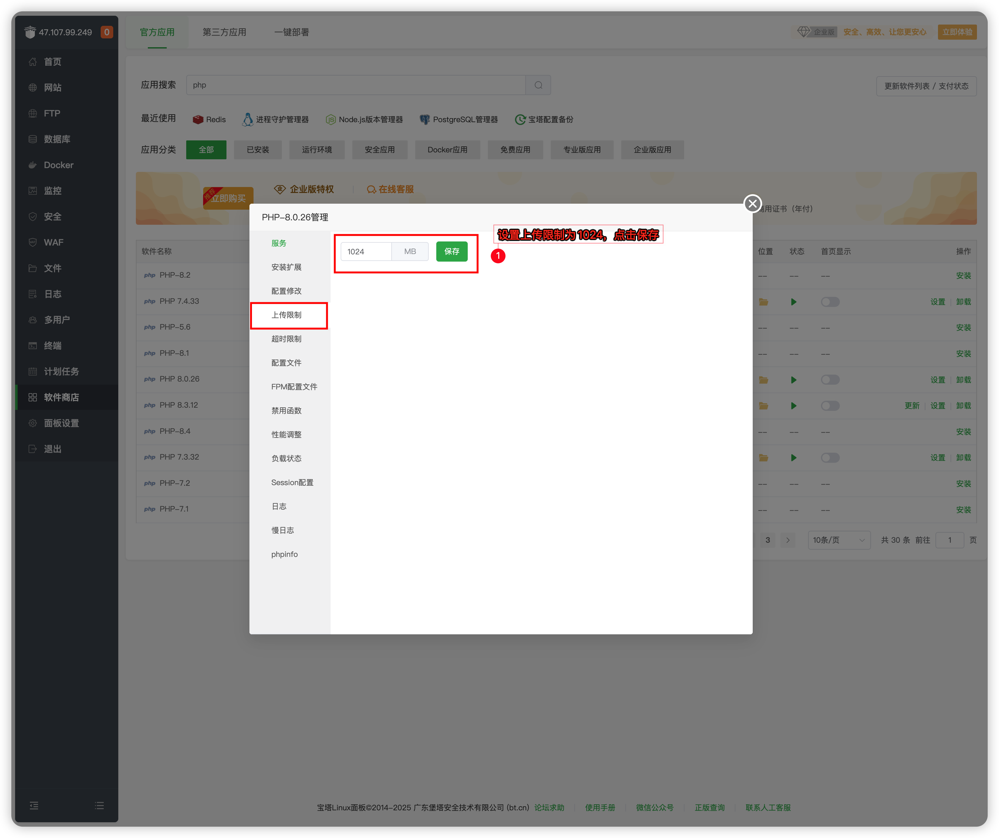 47.107.99.249 0
首页
网站
FTP
数据库
Docker
监控
安全
WAF
文件
日志
多用户
终端
计划任务
软件商店
面板设置
退出
官方应用 第三方应用 一键部署
企业版 安全、高效、让您更安心 立即体验
应用搜索 php 更新软件列表 / 支付状态
最近使用 Redis 进程守护管理器 Node.js版本管理器 PostgreSQL管理器 宝塔配置备份
应用分类 全部 已安装 运行环境 安全应用 Docker应用 免费应用 专业版应用 企业版应用
推荐 立即购买 企业版特权 在线客服
商用证书（年付）
PHP-8.0.26管理
服务
安装扩展
配置修改
上传限制
超时限制
配置文件
FPM配置文件
禁用函数
性能调整
负载状态
Session配置
日志
慢日志
phpinfo
1024 MB 保存
设置上传限制为1024，点击保存
1
软件名称 位置 状态 首页显示 操作
php PHP-8.2 -- -- -- 安装
php PHP 7.4.33 设置 | 卸载
php PHP-5.6 -- -- -- 安装
php PHP-8.1 -- -- -- 安装
php PHP 8.0.26 设置 | 卸载
php PHP 8.3.12 更新 | 设置 | 卸载
php PHP-8.4 -- -- -- 安装
php PHP 7.3.32 设置 | 卸载
php PHP-7.2 -- -- -- 安装
php PHP-7.1 -- -- -- 安装
3 > 10条/页 共 30 条 前往 1 页
宝塔Linux面板©2014-2025 广东堡塔安全技术有限公司 (bt.cn) 论坛求助 | 使用手册 | 微信公众号 | 正版查询 | 联系人工客服